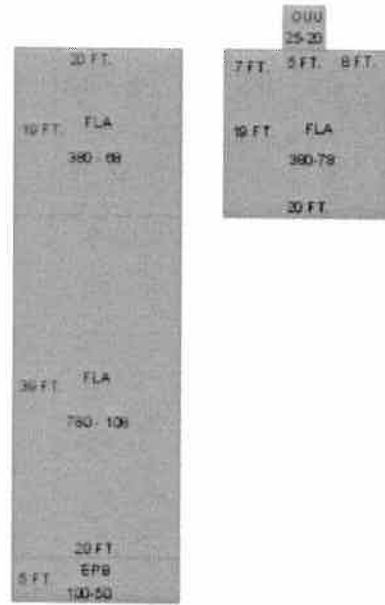 20 FT.
19 FT. FLA
380 - 68
39 FT. FLA
780 - 108
20 FT
EPB
5 FT.
100-50
OUU
25-20
7 FT. 5 FT. 8 FT.
19 FT. FLA
380-78
20 FT